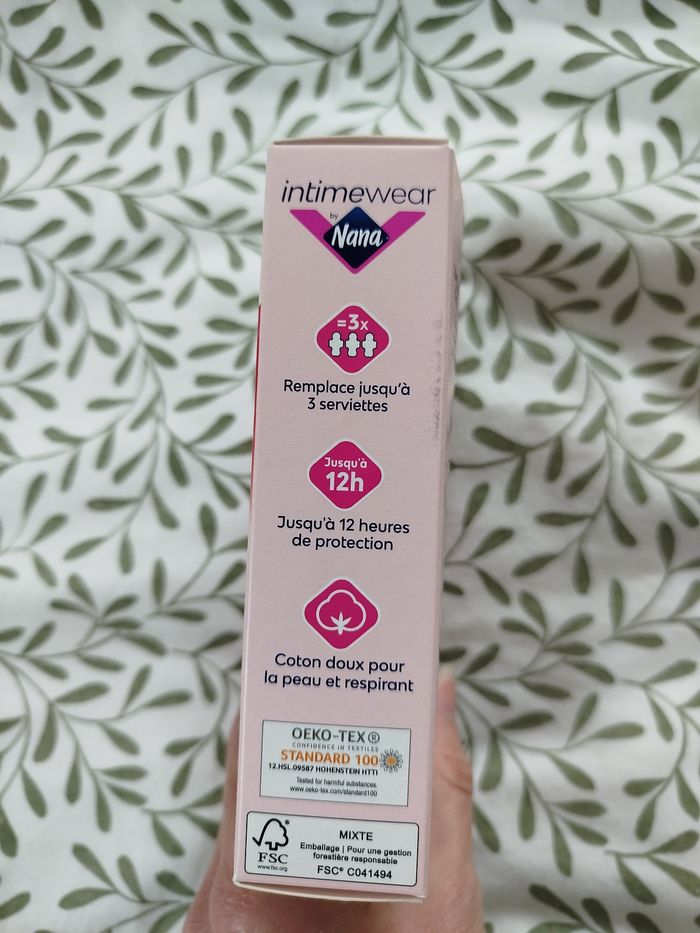 intimewear
by
Nana
=3x
Remplace jusqu'à
3 serviettes
Jusqu'à
12h
Jusqu'à 12 heures
de protection
Coton doux pour
la peau et respirant
OEKO-TEX®
CONFIDENCE IN TEXTILES
STANDARD 100
12.HSL.09587 HOHENSTEIN HTTI
Tested for harmful substances.
www.oeko-tex.com/standard100
FSC
www.fsc.org
MIXTE
Emballage | Pour une gestion
forestière responsable
FSC® C041494